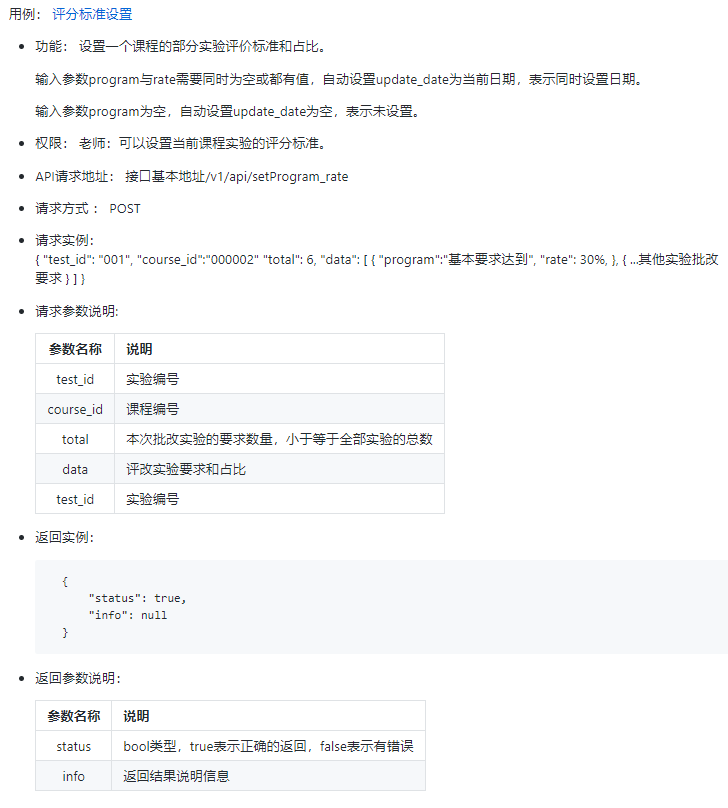 用例： 评分标准设置
功能： 设置一个课程的部分实验评价标准和占比。
输入参数program与rate需要同时为空或都有值，自动设置update_date为当前日期，表示同时设置日期。
输入参数program为空，自动设置update_date为空，表示未设置。
权限： 老师：可以设置当前课程实验的评分标准。
API请求地址： 接口基本地址/v1/api/setProgram_rate
请求方式 ： POST
请求实例：
{ "test_id": "001", "course_id":"000002" "total": 6, "data": [ { "program":"基本要求达到", "rate": 30%, }, { ...其他实验批改
要求 } ] }
请求参数说明:
参数名称 说明
test_id 实验编号
course_id 课程编号
total 本次批改实验的要求数量，小于等于全部实验的总数
data 评改实验要求和占比
test_id 实验编号
返回实例：
{
"status": true,
"info": null
}
返回参数说明：
参数名称 说明
status bool类型，true表示正确的返回，false表示有错误
info 返回结果说明信息